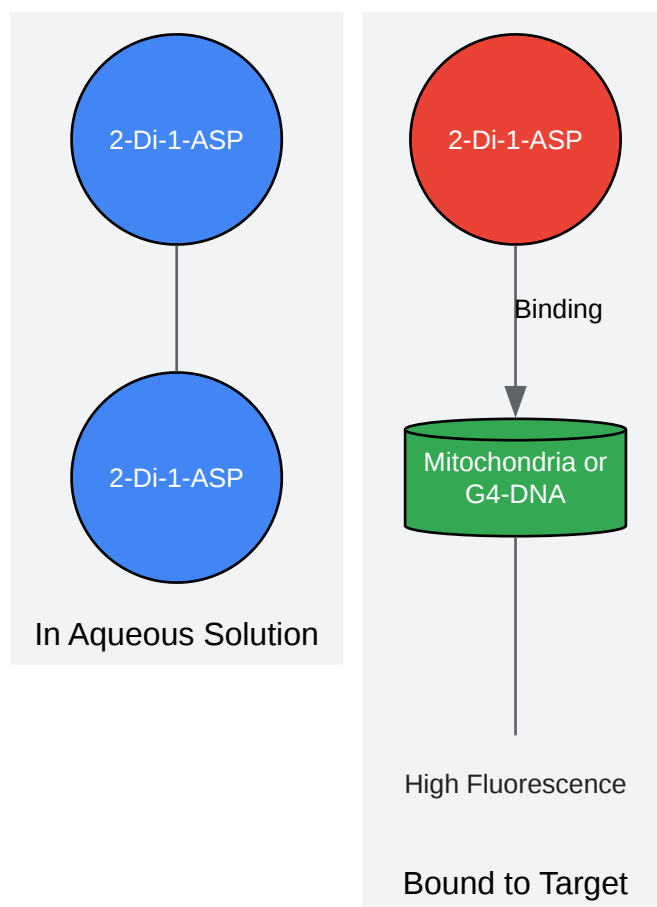 2-Di-1-ASP
2-Di-1-ASP
In Aqueous Solution
2-Di-1-ASP
Binding
Mitochondria or
G4-DNA
High Fluorescence
Bound to Target